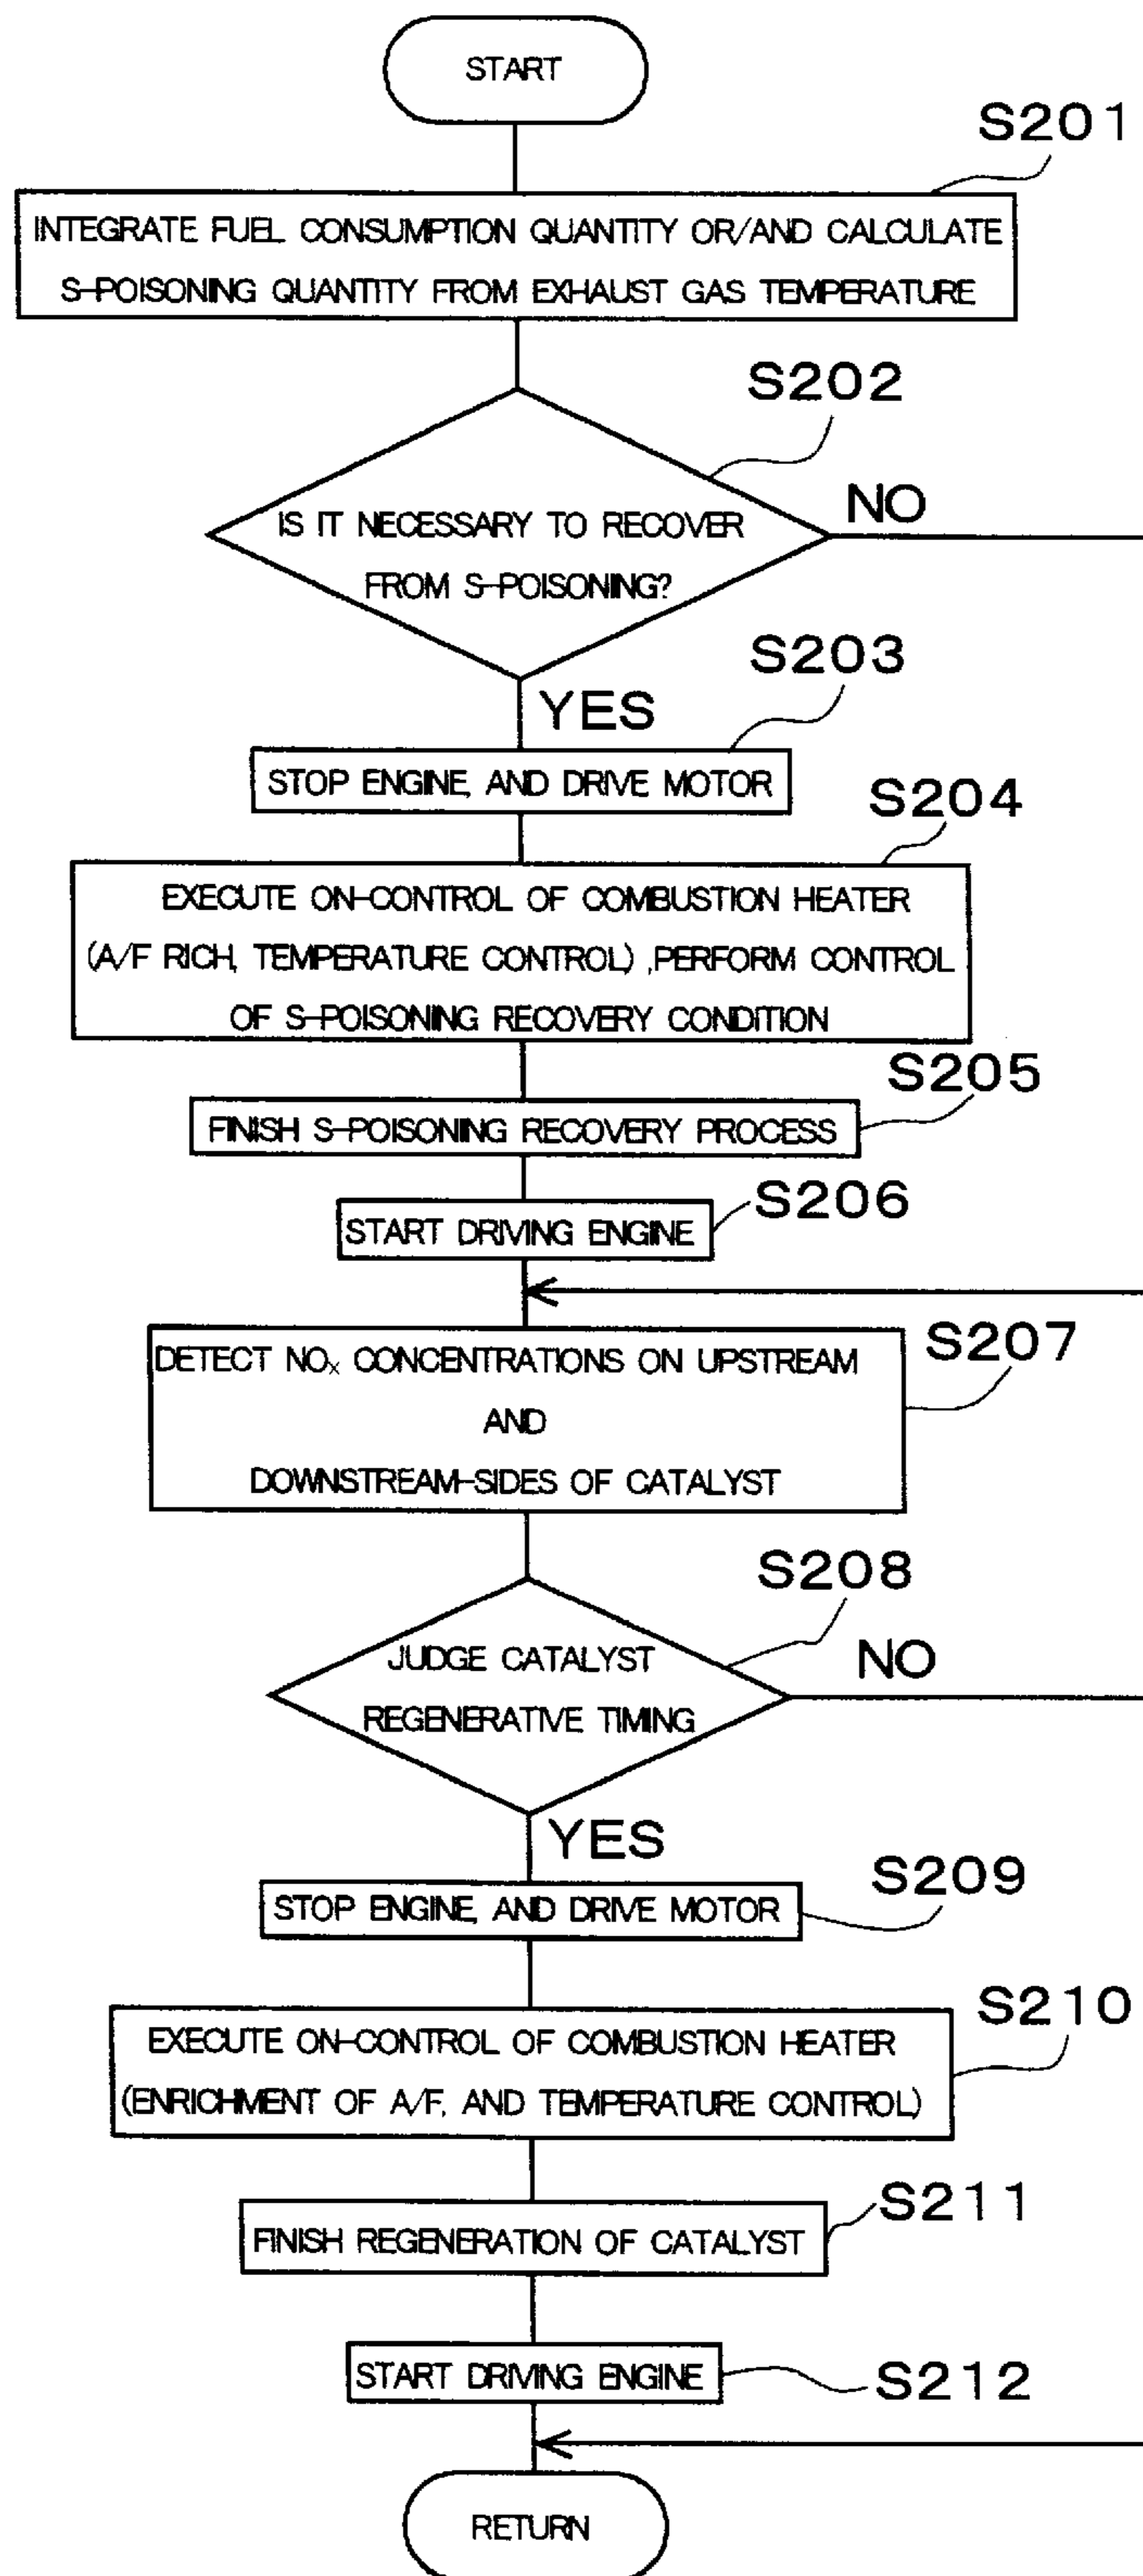 START
S201
INTEGRATE FUEL CONSUMPTION QUANTITY OR/AND CALCULATE
S-POISONING QUANTITY FROM EXHAUST GAS TEMPERATURE
S202
IS IT NECESSARY TO RECOVER
FROM S-POISONING?
NO
YES
S203
STOP ENGINE, AND DRIVE MOTOR
S204
EXECUTE ON-CONTROL OF COMBUSTION HEATER
(A/F RICH, TEMPERATURE CONTROL) ,PERFORM CONTROL
OF S-POISONING RECOVERY CONDITION
S205
FINISH S-POISONING RECOVERY PROCESS
S206
START DRIVING ENGINE
S207
DETECT NOx CONCENTRATIONS ON UPSTREAM
AND
DOWNSTREAM-SIDES OF CATALYST
S208
JUDGE CATALYST
REGENERATIVE TIMING
NO
YES
S209
STOP ENGINE, AND DRIVE MOTOR
S210
EXECUTE ON-CONTROL OF COMBUSTION HEATER
(ENRICHMENT OF A/F, AND TEMPERATURE CONTROL)
S211
FINISH REGENERATION OF CATALYST
S212
START DRIVING ENGINE
RETURN